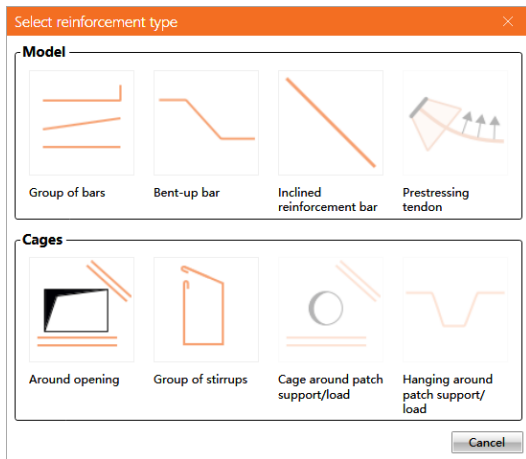 Select reinforcement type
Model
Group of bars
Bent-up bar
Inclined
reinforcement bar
Prestressing
tendon
Cages
Around opening
Group of stirrups
Cage around patch
support/load
Hanging around
patch support/
load
Cancel